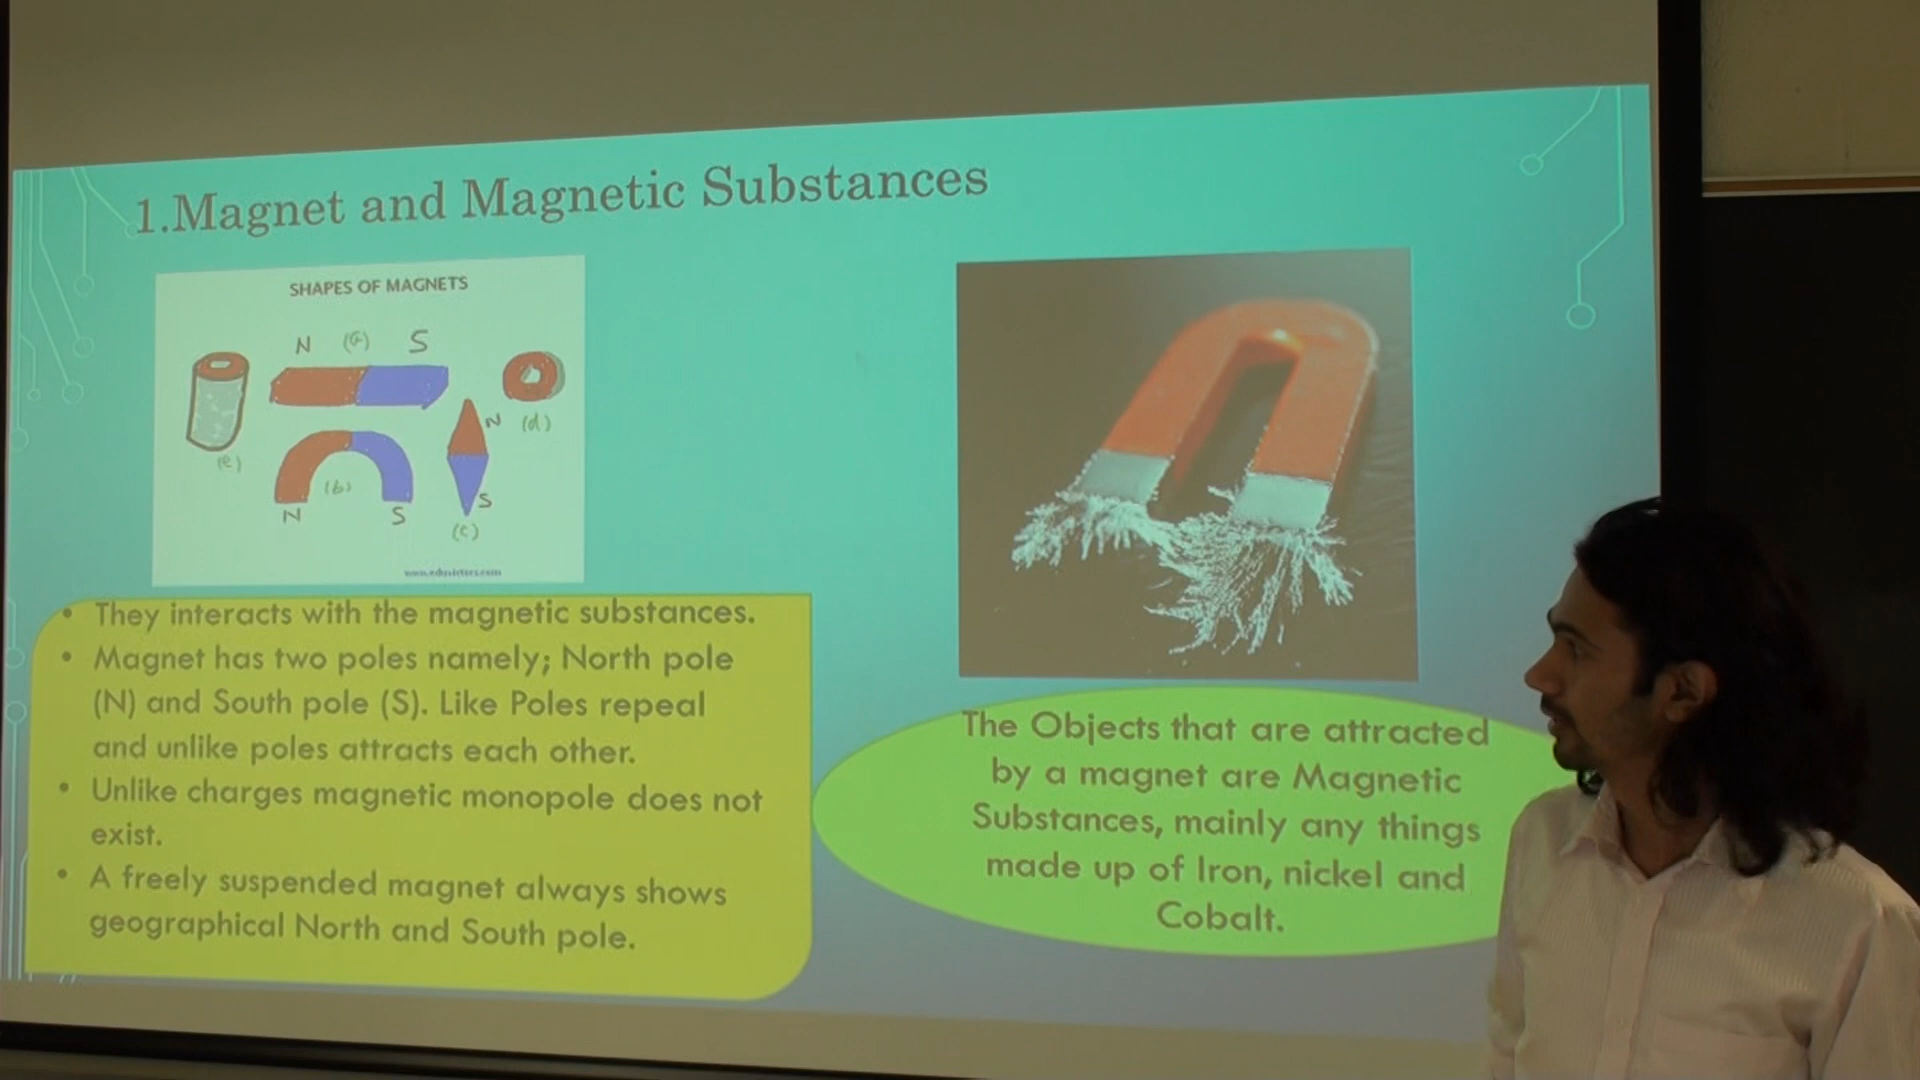 1.Magnet and Magnetic Substances
SHAPES OF MAGNETS
N (a) S
N (d)
(e)
(b)
N S
S
(c)
They interacts with the magnetic substances.
Magnet has two poles namely; North pole
(N) and South pole (S). Like Poles repeal
and unlike poles attracts each other.
Unlike charges magnetic monopole does not
exist.
A freely suspended magnet always shows
geographical North and South pole.
The Objects that are attracted
by a magnet are Magnetic
Substances, mainly any things
made up of Iron, nickel and
Cobalt.